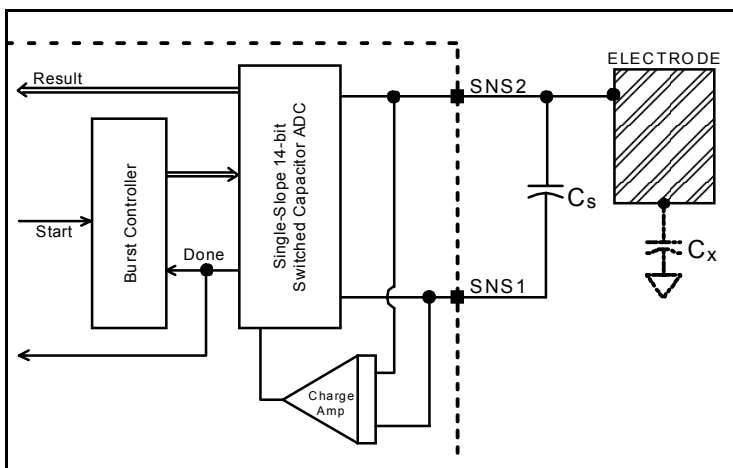 ELECTRODE
Result
SNS2
Single-Slope 14-bit
Switched Capacitor ADC
Burst Controller
Cs
Start
Done
Cx
SNS1
Charge
Amp